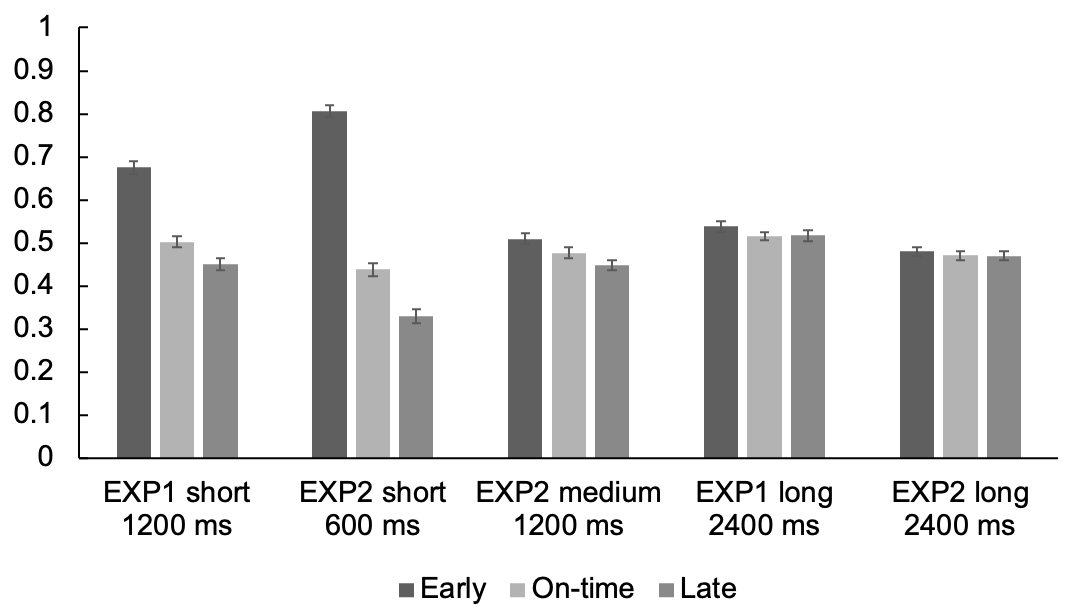 1
0.9
0.8
0.7
0.6
0.5
0.4
0.3
0.2
0.1
0
EXP1 short
1200 ms
EXP2 short
600 ms
EXP2 medium
1200 ms
EXP1 long
2400 ms
EXP2 long
2400 ms
Early On-time Late